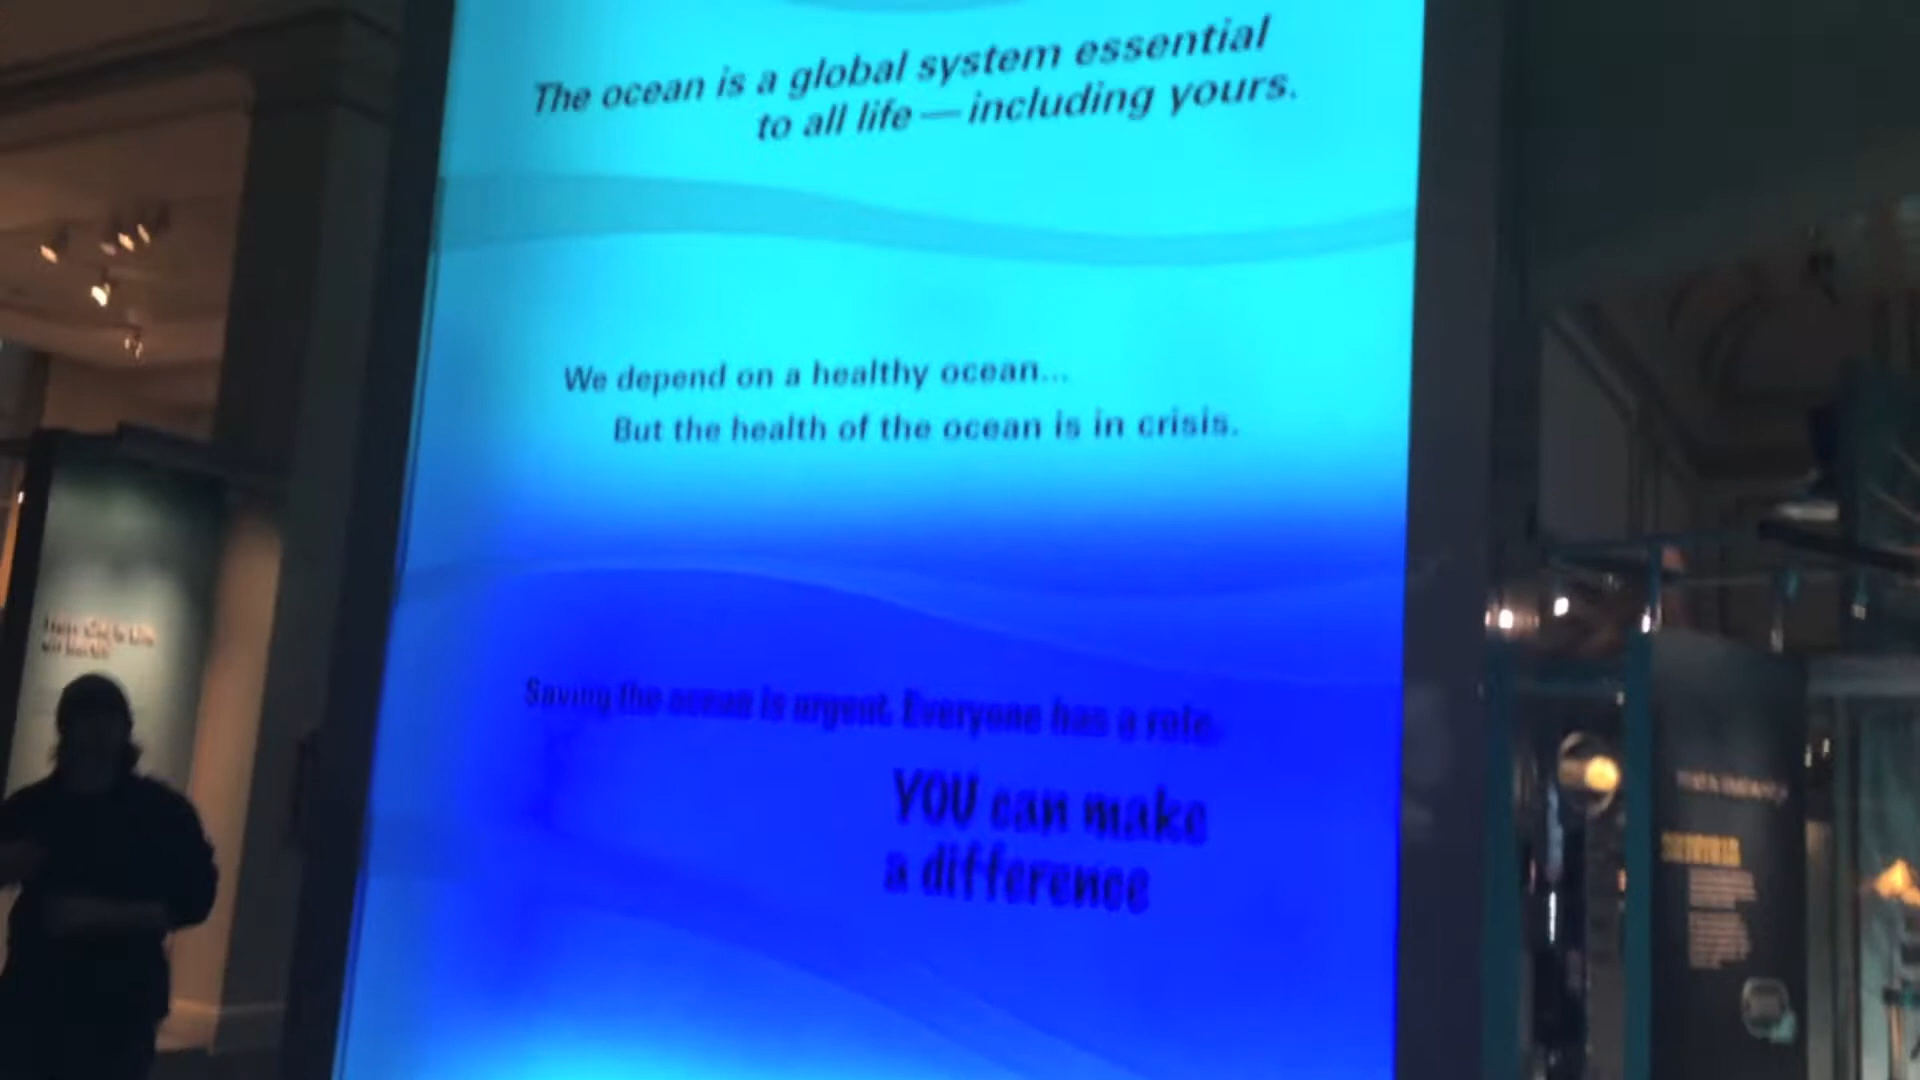 The ocean is a global system essential
to all life — including yours.
We depend on a healthy ocean...
But the health of the ocean is in crisis.
Saving the ocean is urgent. Everyone has a role.
YOU can make
a difference